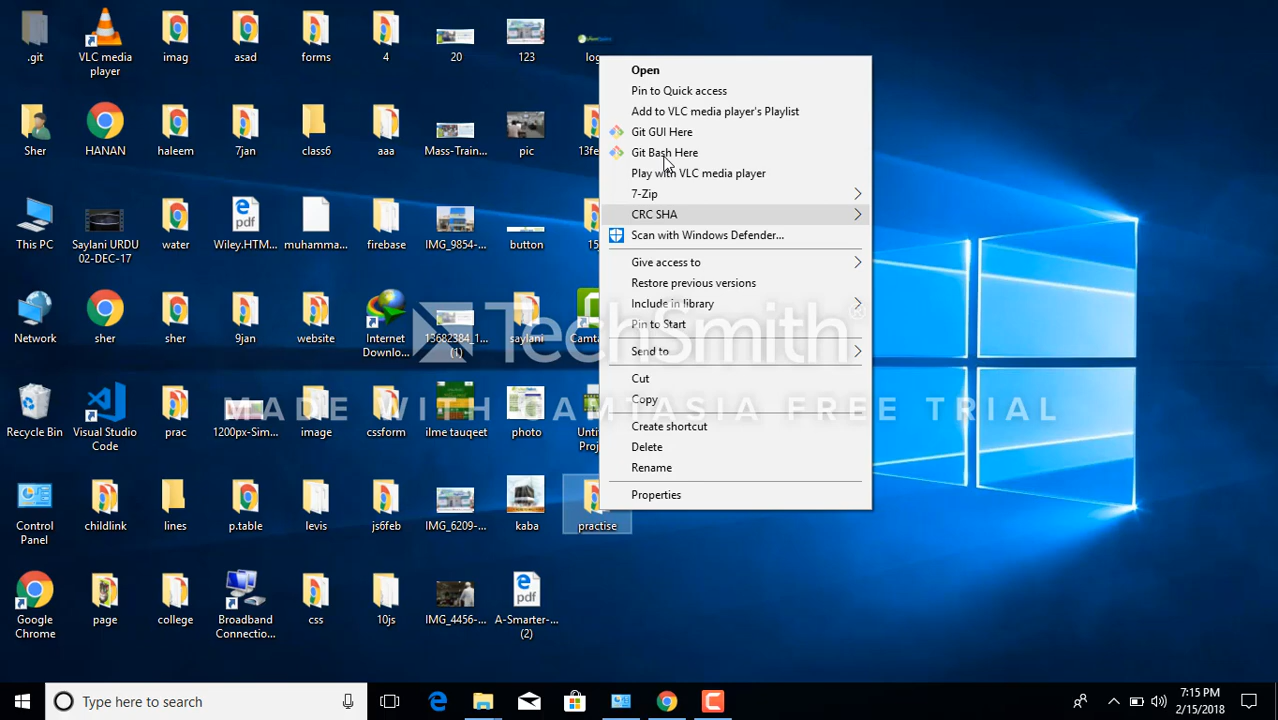 .git
VLC media
player
imag
asad
forms
4
20
123
Sher
HANAN
haleem
7jan
class6
aaa
Mass-Train...
pic
This PC
Saylani URDU
02-DEC-17
water
Wiley.HTM...
muhamma...
firebase
IMG_9854-...
button
Network
sher
sher
9jan
website
Internet
Downlo...
13682384_1...
(1)
saylani
Recycle Bin
Visual Studio
Code
prac
1200px-Sim...
image
cssform
ilme tauqeet
photo
Control
Panel
childlink
lines
p.table
levis
js6feb
IMG_6209-...
kaba
practise
Google
Chrome
page
college
Broadband
Connectio...
css
10js
IMG_4456-...
A-Smarter-...
(2)
Open
Pin to Quick access
Add to VLC media player's Playlist
Git GUI Here
Git Bash Here
Play with VLC media player
7-Zip
CRC SHA
Scan with Windows Defender...
Give access to
Restore previous versions
Include in library
Pin to Start
Send to
Cut
Copy
Create shortcut
Delete
Rename
Properties
TechSmith
MADE WITH CAMTASIA FREE TRIAL
Type here to search
7:15 PM
2/15/2018